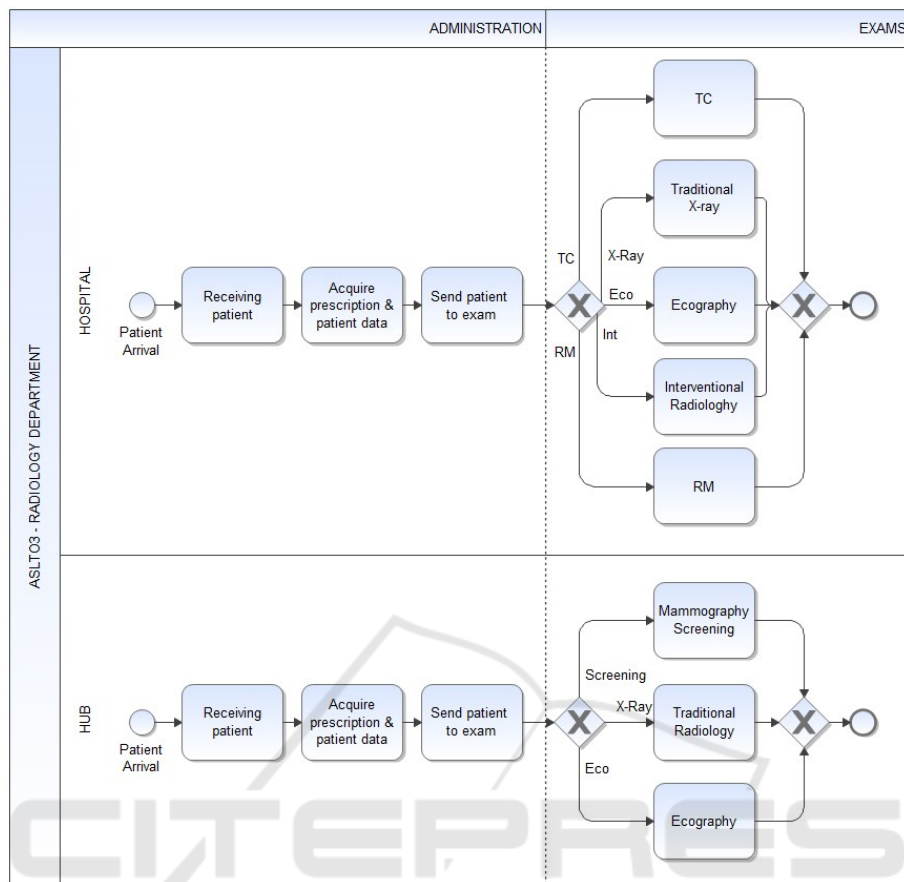 ADMINISTRATION
EXAMS
ASLTO3 - RADIOLOGY DEPARTMENT
HOSPITAL
Patient
Arrival
Receiving
patient
Acquire
prescription &
patient data
Send patient
to exam
TC
X-Ray
Eco
Int
RM
TC
Traditional
X-ray
Ecography
Interventional
Radiologhy
RM
HUB
Patient
Arrival
Receiving
patient
Acquire
prescription &
patient data
Send patient
to exam
Screening
X-Ray
Eco
Mammography
Screening
Traditional
Radiology
Ecography
CITEPRES